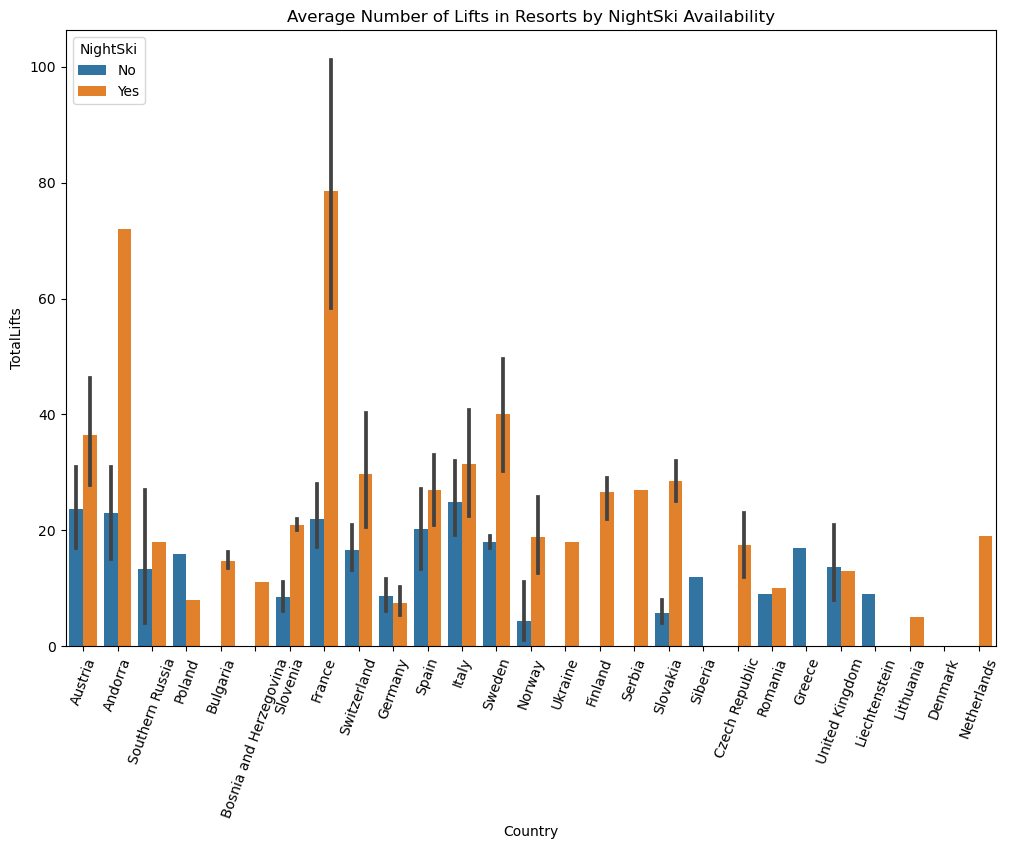 Average Number of Lifts in Resorts by NightSki Availability
NightSki
No
Yes
TotalLifts
100
80
60
40
20
0
Austria
Andorra
Southern Russia
Poland
Bulgaria
Bosnia and Herzegovina
Slovenia
France
Switzerland
Germany
Spain
Italy
Sweden
Norway
Ukraine
Finland
Serbia
Slovakia
Siberia
Czech Republic
Romania
Greece
United Kingdom
Liechtenstein
Lithuania
Denmark
Netherlands
Country